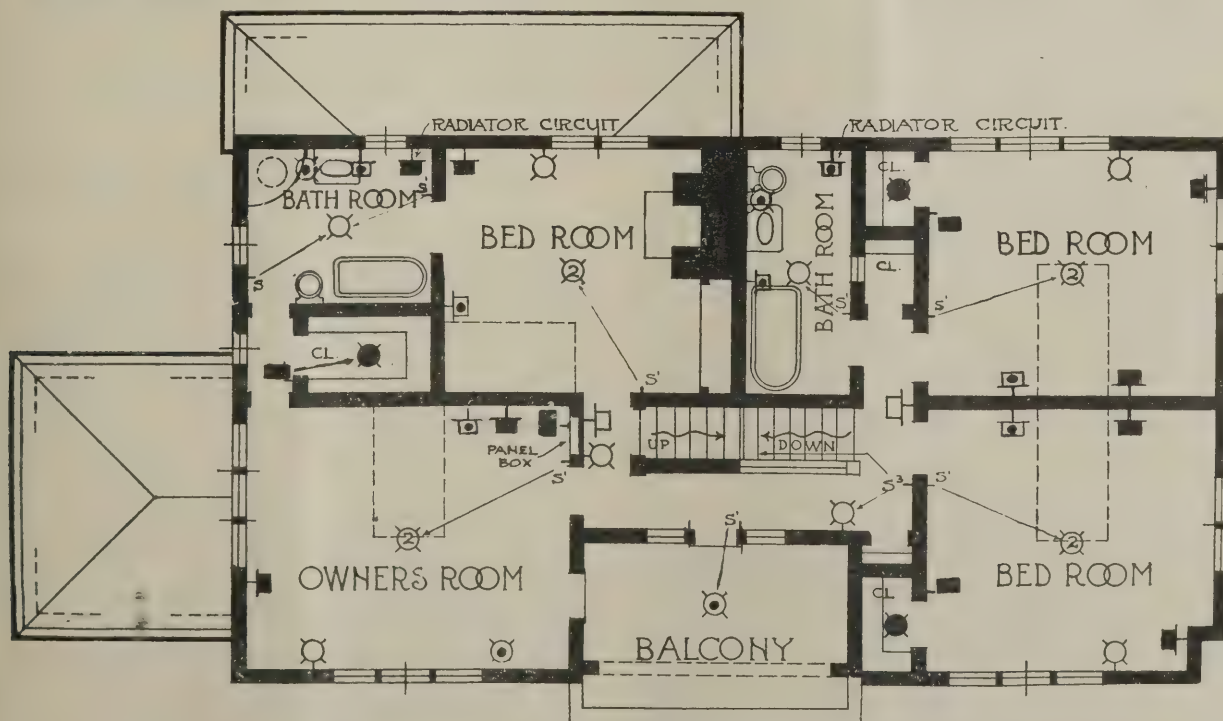 RADIATOR CIRCUIT
RADIATOR CIRCUIT.
S'
BATH ROOM
CL.
BED ROOM
2
BATH ROOM
BED ROOM
2
CL.
S
S'
S'
CL.
S'
UP
DOWN
PANEL
BOX
S'
S³
S'
S'
2
2
OWNERS ROOM
BED ROOM
CL
BALCONY